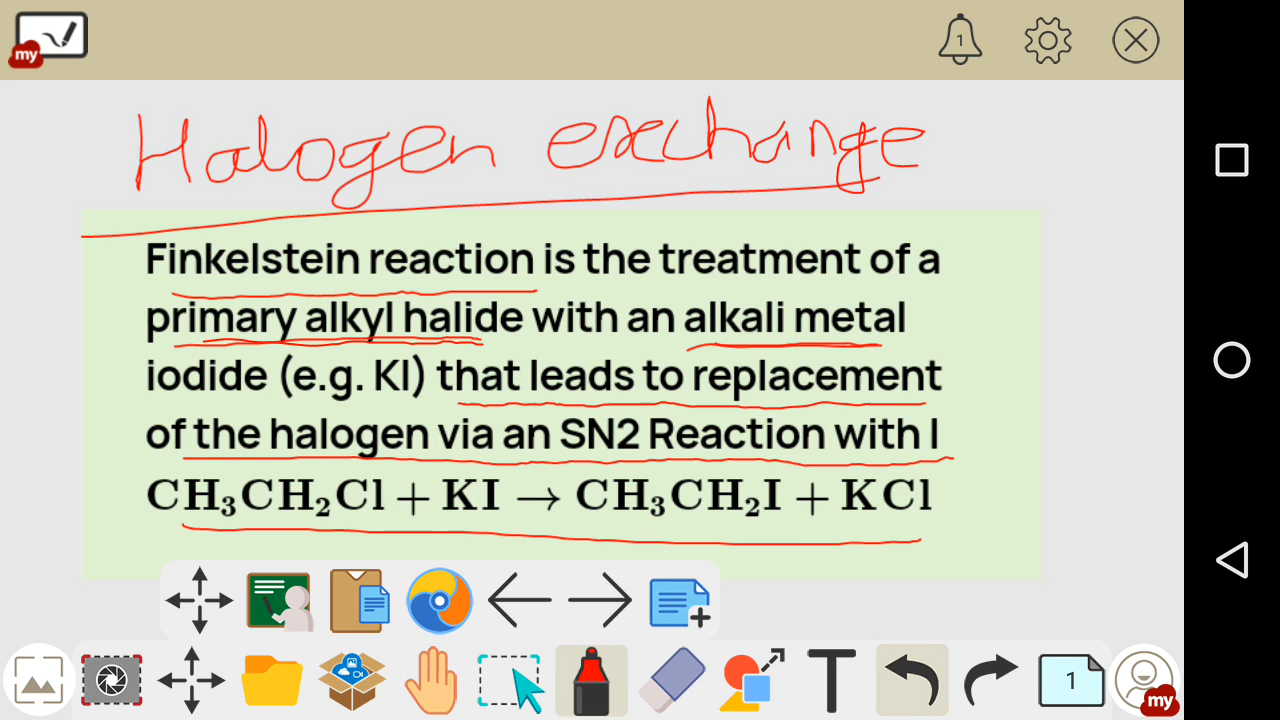 my
1
Halogen exchange
Finkelstein reaction is the treatment of a
primary alkyl halide with an alkali metal
iodide (e.g. KI) that leads to replacement
of the halogen via an SN2 Reaction with I
CH₃CH₂Cl + KI → CH₃CH₂I + KCl
T
1
my